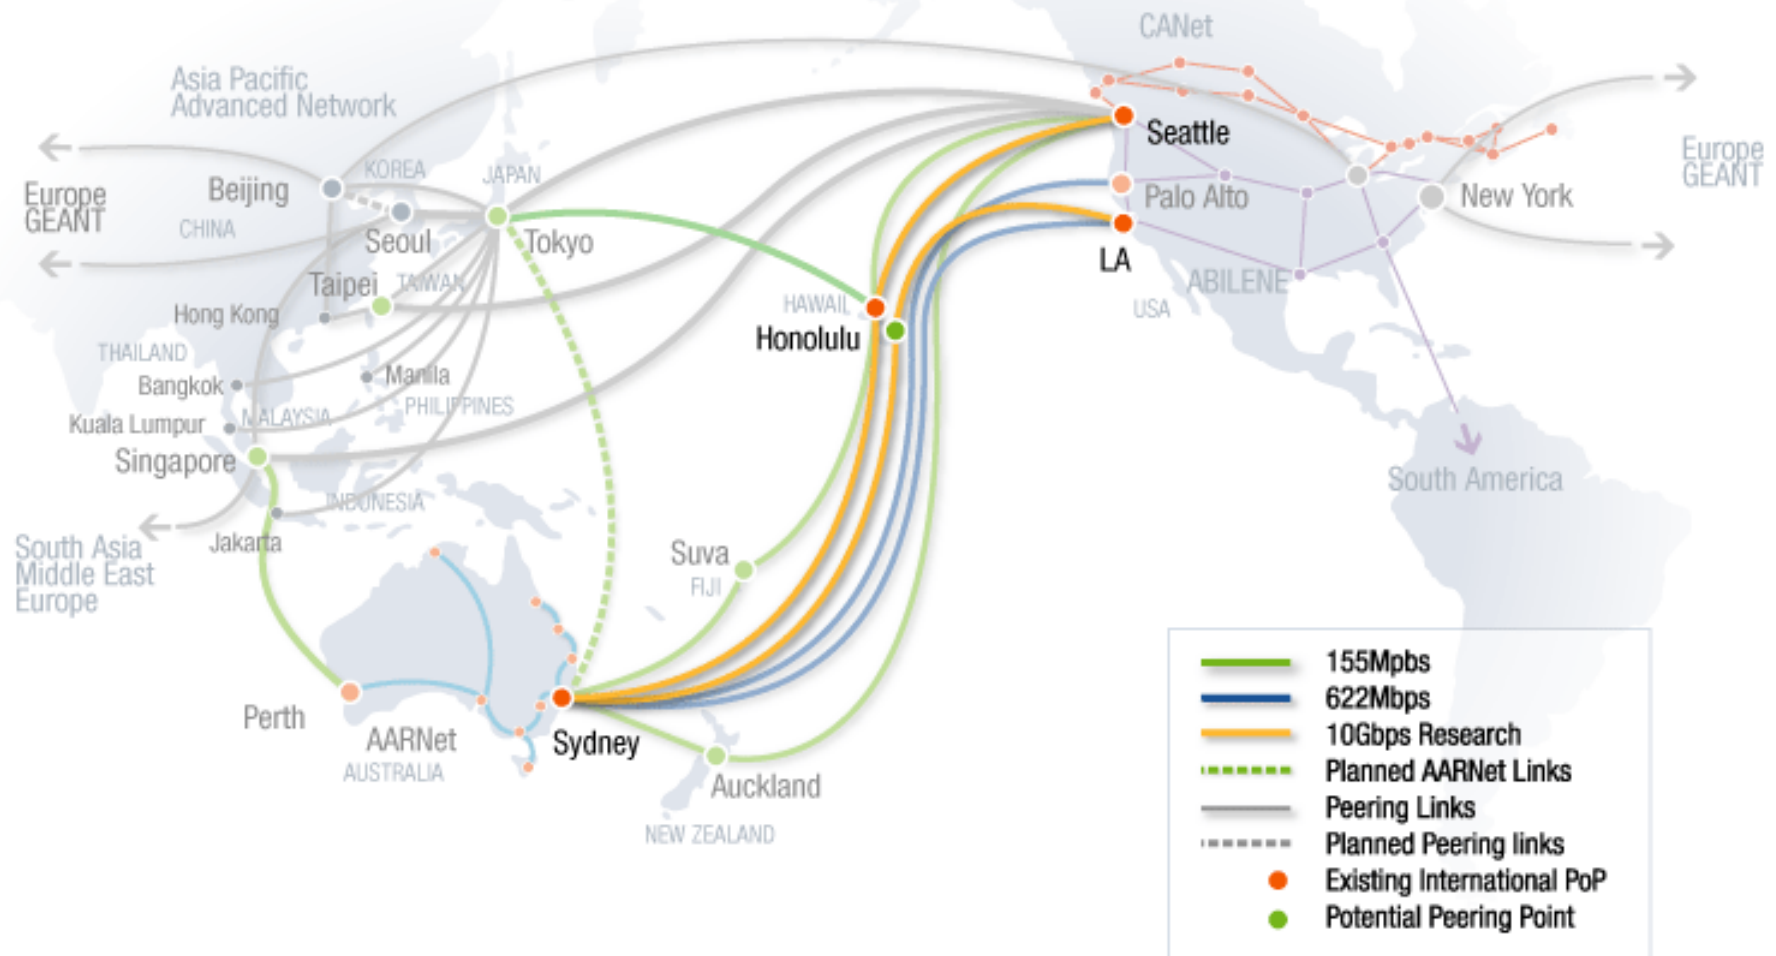 CANet
Asia Pacific
Advanced Network
Seattle
Europe
GEANT
KOREA
JAPAN
Beijing
Europe
GEANT
Palo Alto
New York
CHINA
Seoul
Tokyo
LA
Taipei
TAIWAN
ABILENE
HAWAIL
USA
Hong Kong
Honolulu
THAILAND
Bangkok
Manila
PHILIPPINES
MALAYSIA
Kuala Lumpur
Singapore
South America
INDONESIA
Jakarta
South Asia
Middle East
Europe
Suva
FIJI
Perth
AARNet
AUSTRALIA
Sydney
Auckland
NEW ZEALAND
155Mpbs
622Mbps
10Gbps Research
Planned AARNet Links
Peering Links
Planned Peering links
Existing International PoP
Potential Peering Point